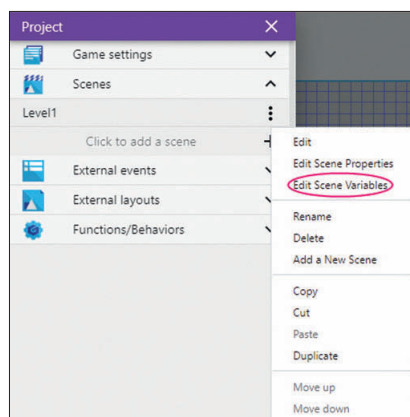 Project
Game settings
Scenes
Level1
Click to add a scene
External events
External layouts
Functions/Behaviors
Edit
Edit Scene Properties
Edit Scene Variables
Rename
Delete
Add a New Scene
Copy
Cut
Paste
Duplicate
Move up
Move down